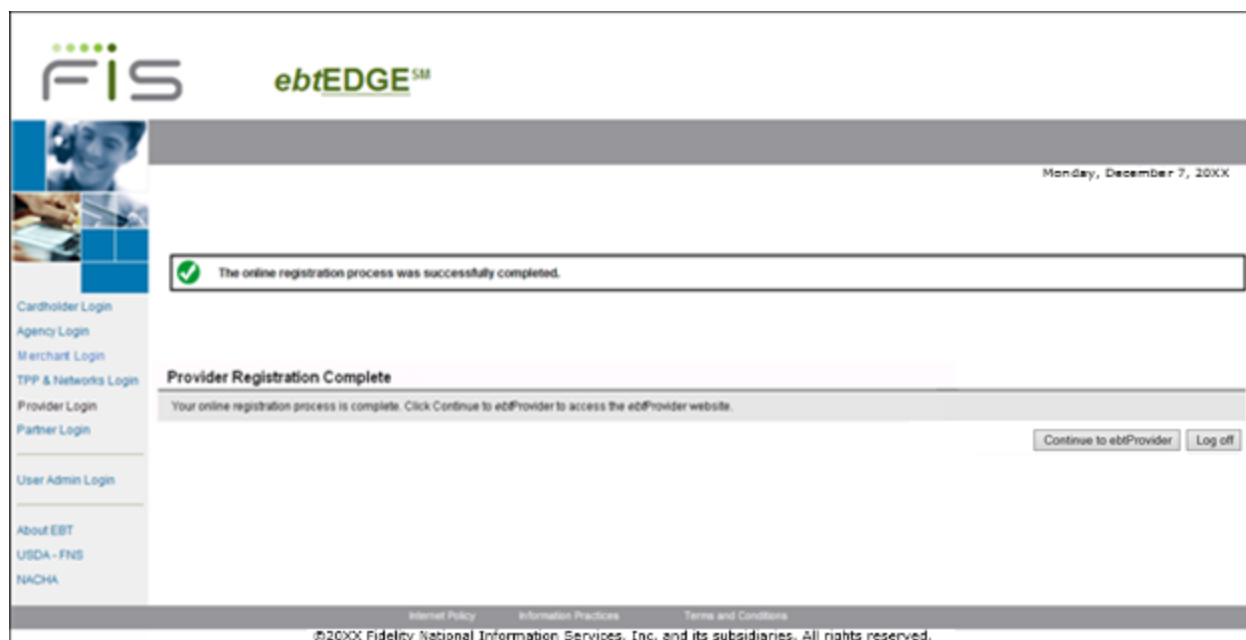 FIS
ebtEDGE℠
Monday, December 7, 20XX
The online registration process was successfully completed.
Cardholder Login
Agency Login
Merchant Login
TPP & Networks Login
Provider Login
Partner Login
User Admin Login
About EBT
USDA - FNS
NACHA
Provider Registration Complete
Your online registration process is complete. Click Continue to ebtProvider to access the ebtProvider website.
Continue to ebtProvider Log off
Internet Policy Information Practices Terms and Conditions
©20XX Fidelity National Information Services, Inc. and its subsidiaries. All rights reserved.